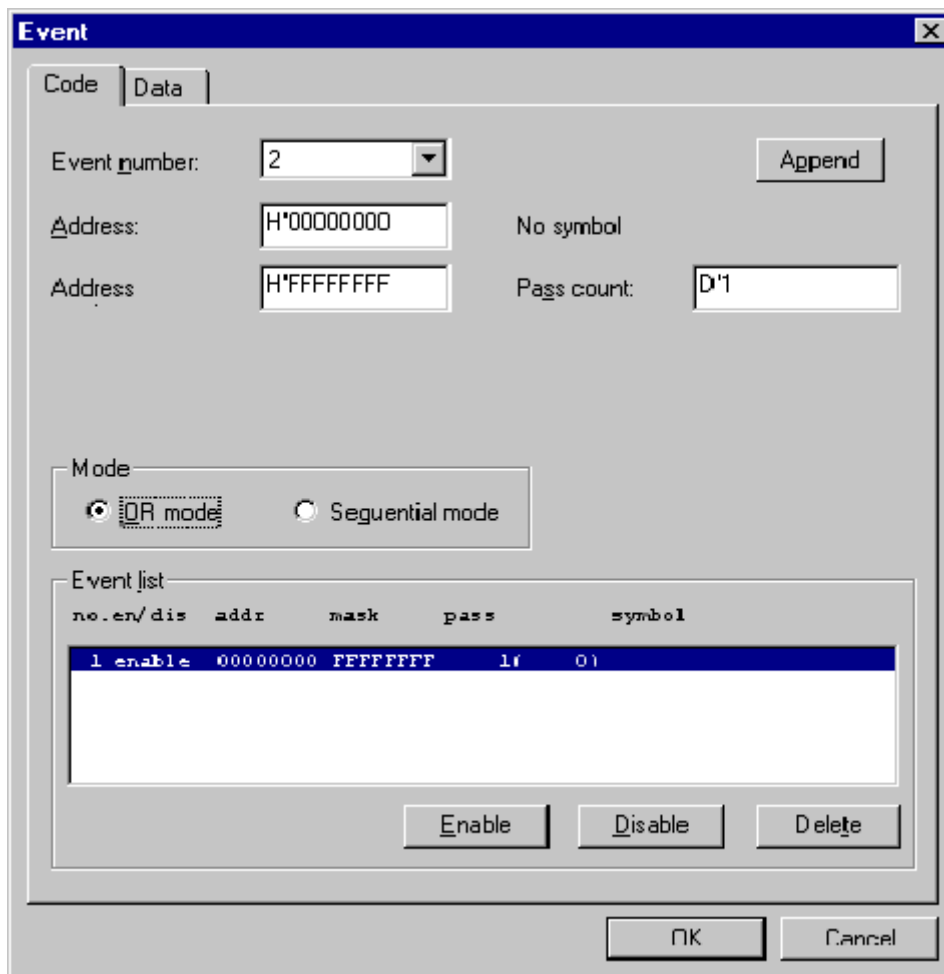 Event
Code Data
Event number: 2 Append
Address: H'00000000 No symbol
Address H'FFFFFFFF Pass count: D'1
Mode
OR mode Sequential mode
Event list
no.en/dis addr mask pass symbol
1 enable 00000000 FFFFFFFF 1( 0)
Enable Disable Delete
OK Cancel